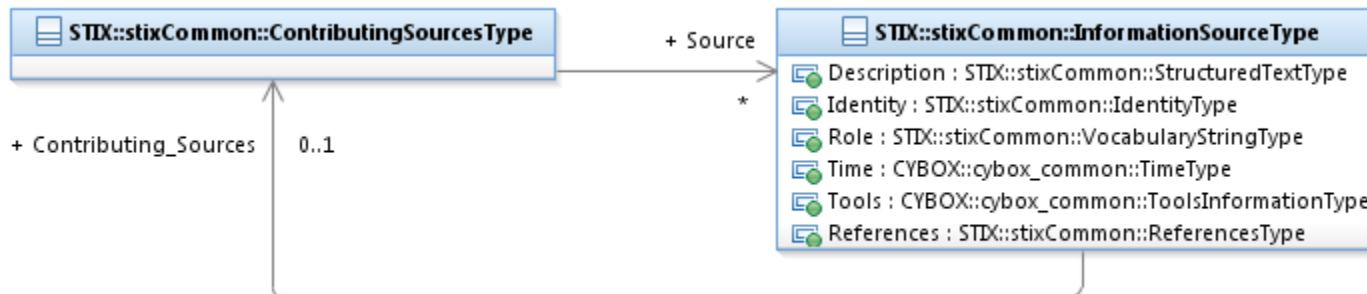 STIX::stixCommon::ContributingSourcesType
+ Source
*
+ Contributing_Sources
0..1
STIX::stixCommon::InformationSourceType
Description : STIX::stixCommon::StructuredTextType
Identity : STIX::stixCommon::IdentityType
Role : STIX::stixCommon::VocabularyStringType
Time : CYBOX::cybox_common::TimeType
Tools : CYBOX::cybox_common::ToolsInformationType
References : STIX::stixCommon::ReferencesType